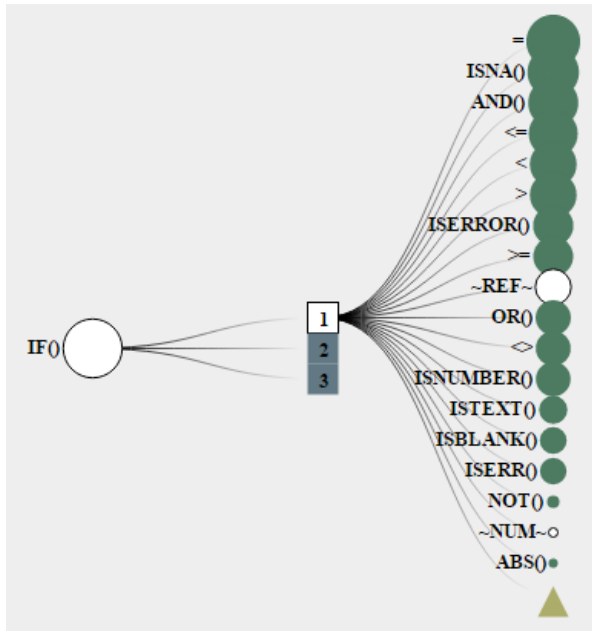 =
ISNA()
AND()
<=
<
>
ISERROR()
>=
~REF~
1
OR()
IF()
2
<>
3
ISNUMBER()
ISTEXT()
ISBLANK()
ISERR()
NOT()
~NUM~
ABS()